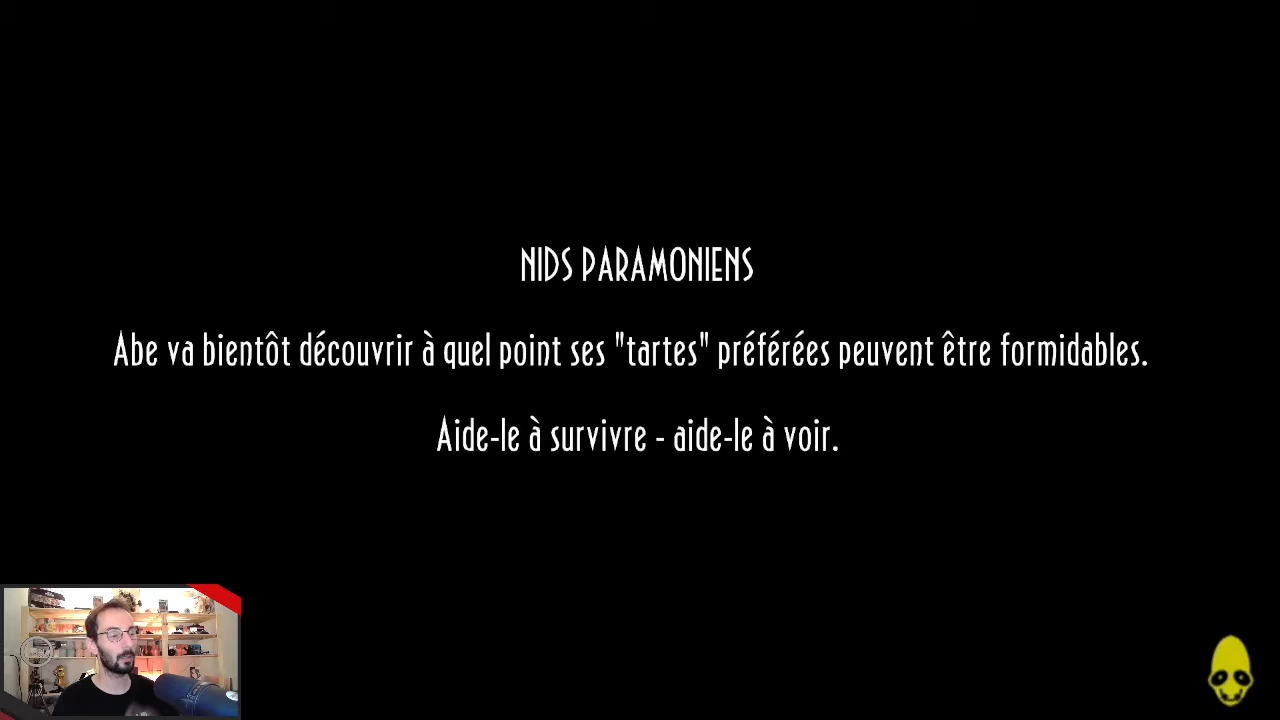 NIDS PARAMONIENS
Abe va bientôt découvrir à quel point ses "tartes" préférées peuvent être formidables.
Aide-le à survivre - aide-le à voir.